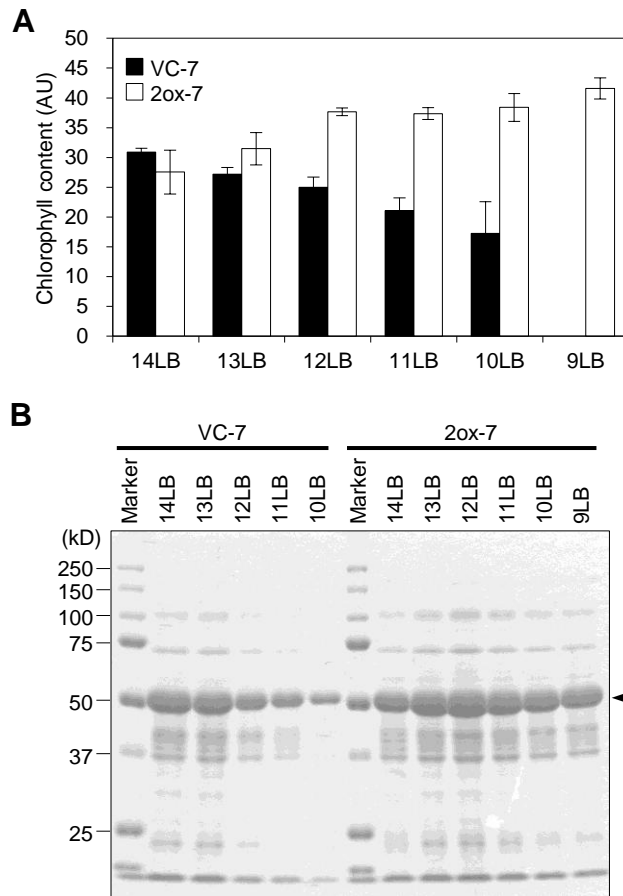 A
50
45
40
35
30
25
20
15
10
5
0
Chlorophyll content (AU)
VC-7
2ox-7
14LB 13LB 12LB 11LB 10LB 9LB
B
VC-7 2ox-7
Marker 14LB 13LB 12LB 11LB 10LB Marker 14LB 13LB 12LB 11LB 10LB 9LB
(kD)
250
150
100
75
50
37
25